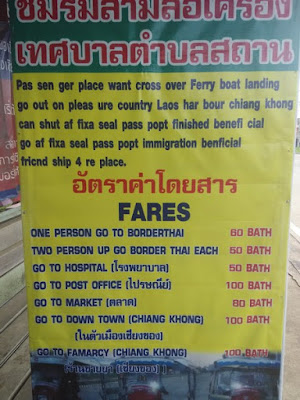 ชมรมสามล้อเครื่อง
เทศบาลตำบลสถาน
Pas sen ger place want cross over Ferry boat landing
go out on pleas ure country Laos har bour chiang khong
can shut af fixa seal pass popt finished benefi cial
go af fixa seal pass popt immigration benficial
fricnd ship 4 re place.
อัตราค่าโดยสาร
FARES
ONE PERSON GO TO BORDERTHAI 60 BATH
TWO PERSON UP GO BORDER THAI EACH 50 BATH
GO TO HOSPITAL (โรงพยาบาล) 50 BATH
GO TO POST OFFICE (ไปรษณีย์) 100 BATH
GO TO MARKET (ตลาด) 80 BATH
GO TO DOWN TOWN (CHIANG KHONG) 100 BATH
(ในตัวเมืองเชียงของ)
GO TO FAMARCY (CHIANG KHONG) 100 BATH